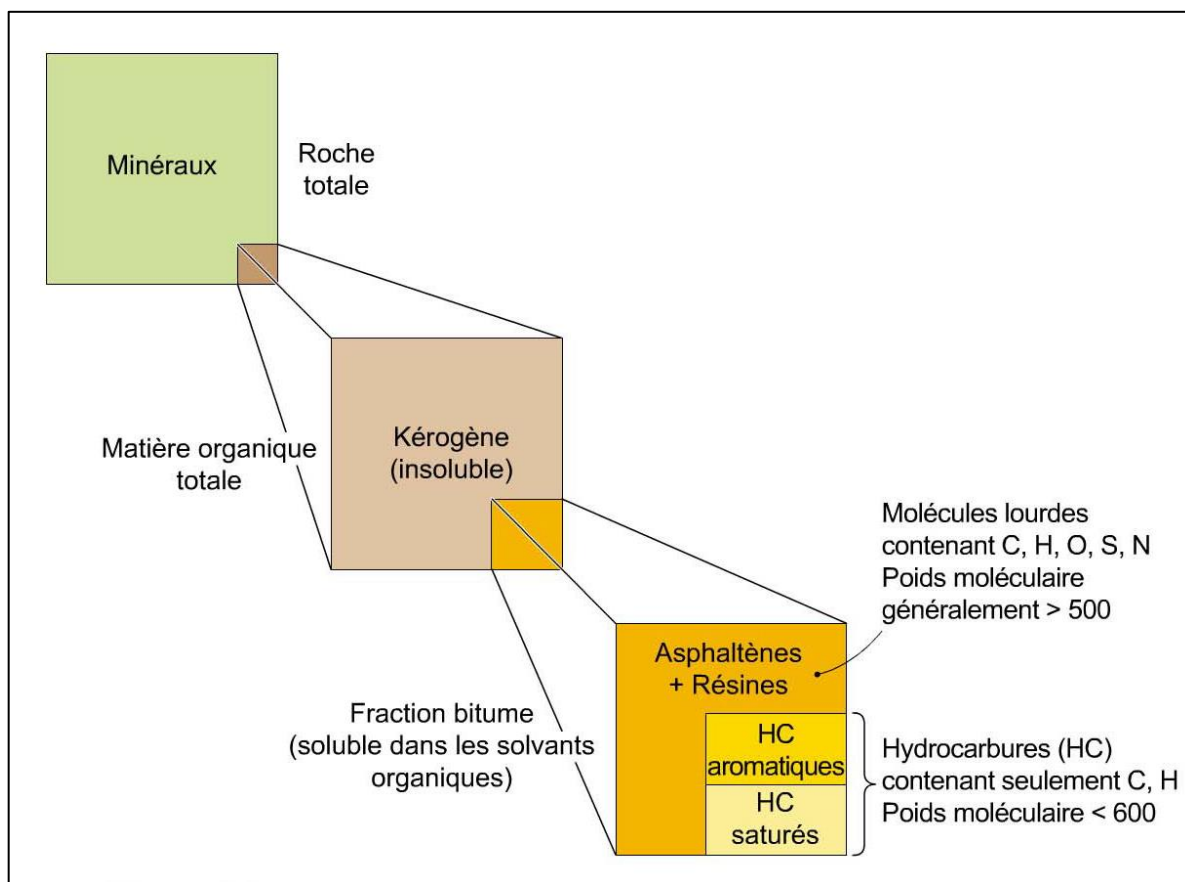 Minéraux
Roche
totale
Matière organique
totale
Kérogène
(insoluble)
Molécules lourdes
contenant C, H, O, S, N
Poids moléculaire
généralement > 500
Asphaltènes
+ Résines
Fraction bitume
(soluble dans les solvants
organiques)
HC
aromatiques
HC
saturés
Hydrocarbures (HC)
contenant seulement C, H
Poids moléculaire < 600